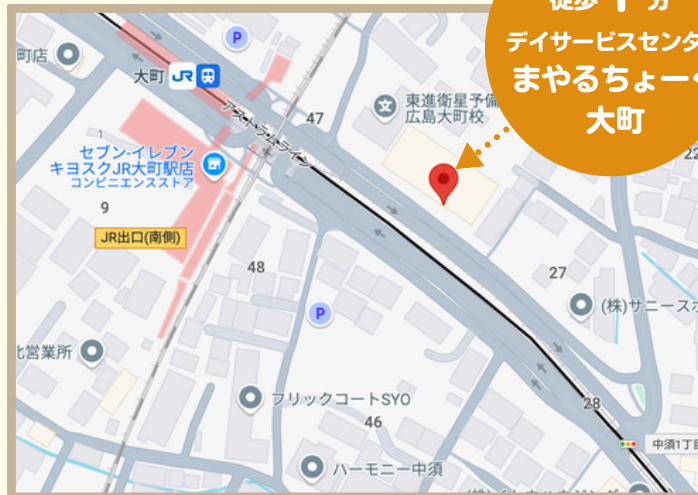 徒歩1分
デイサービスセンター
まやるちょーく
大町
町店
P
大町
JR
アストラムライン
47
東進衛星予備
広島大町校
セブン-イレブン
キヨスクJR大町駅店
コンビニエンスストア
1
9
JR出口(南側)
48
27
(株)サニースポ
P
北営業所
フリックコートSYO
46
28
中須1丁目
ハーモニー中須